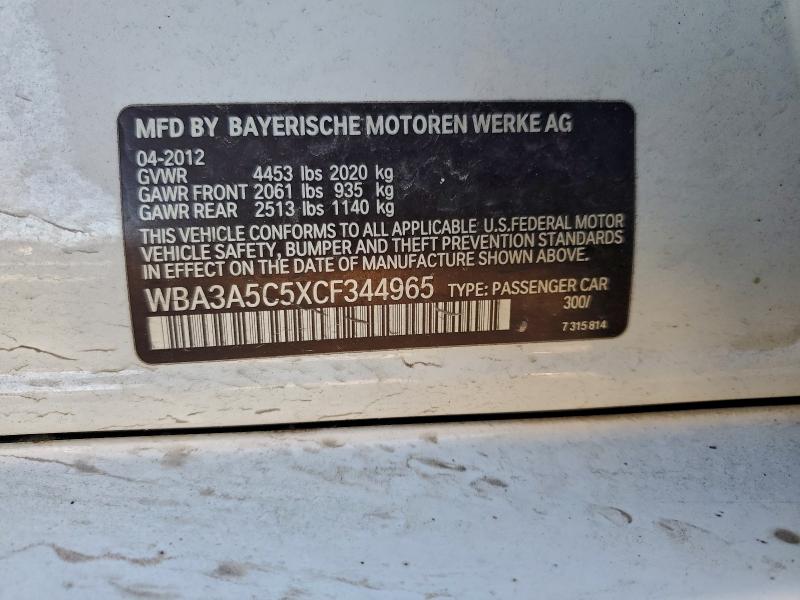 MFD BY BAYERISCHE MOTOREN WERKE AG
04-2012
GVWR 4453 lbs 2020 kg
GAWR FRONT 2061 lbs 935 kg
GAWR REAR 2513 lbs 1140 kg
THIS VEHICLE CONFORMS TO ALL APPLICABLE U.S.FEDERAL MOTOR
VEHICLE SAFETY, BUMPER AND THEFT PREVENTION STANDARDS
IN EFFECT ON THE DATE OF MANUFACTURE SHOWN ABOVE.
WBA3A5C5XCF344965 TYPE: PASSENGER CAR
300/
7 315 814